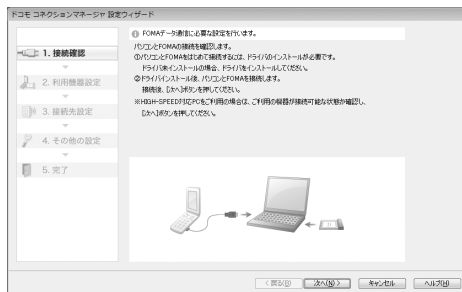 ドコモ コネクションマネージャ 設定ウィザード
FOMAデータ通信に必要な設定を行います。
1. 接続確認
2. 利用機器設定
3. 接続先設定
4. その他の設定
5. 完了
パソコンとFOMAの接続を確認します。
①パソコンとFOMAをはじめて接続するには、ドライバのインストールが必要です。
ドライバ未インストールの場合、ドライバをインストールしてください。
②ドライバインストール後、パソコンとFOMAを接続します。
接続後、[次へ]ボタンを押してください。
※HIGH-SPEED対応PCをご利用の場合は、ご利用の機器が接続可能な状態か確認し、
[次へ]ボタンを押してください。
< 戻る(B)
次へ(N) >
キャンセル
ヘルプ(H)